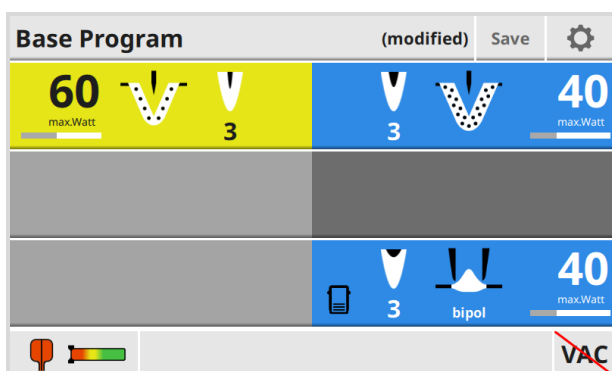 Base Program (modified) Save
60 40
max.Watt max.Watt
3 3
40
max.Watt
3 bipol
VAC